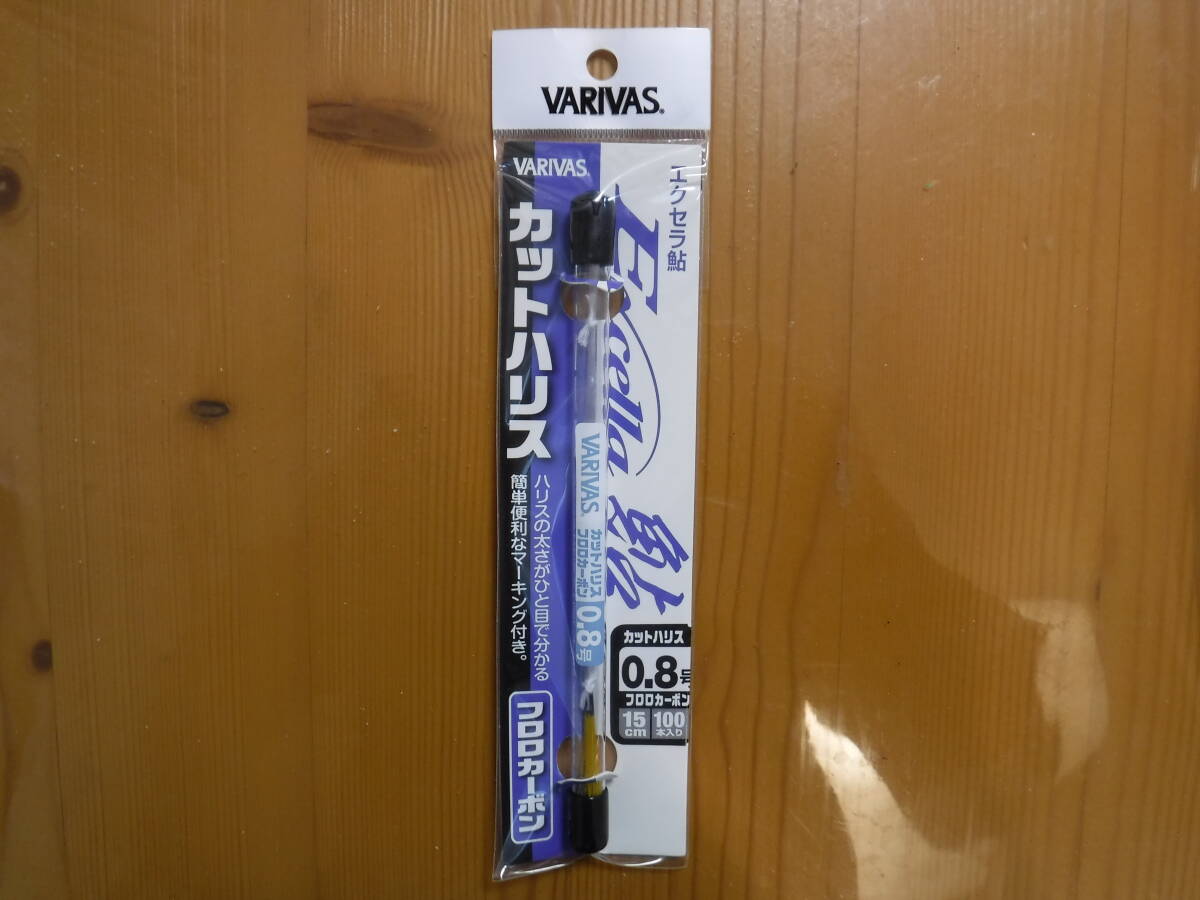 VARIVAS®
VARIVAS®
カットハリス
ハリスの太さがひと目で分かる
簡単便利なマーキング付き。
フロロカーボン
エクセラ鮎
Excella 鮎
VARIVAS®
カットハリス
フロロカーボン
0.8号
カットハリス
0.8号
フロロカーボン
15cm
100本入り